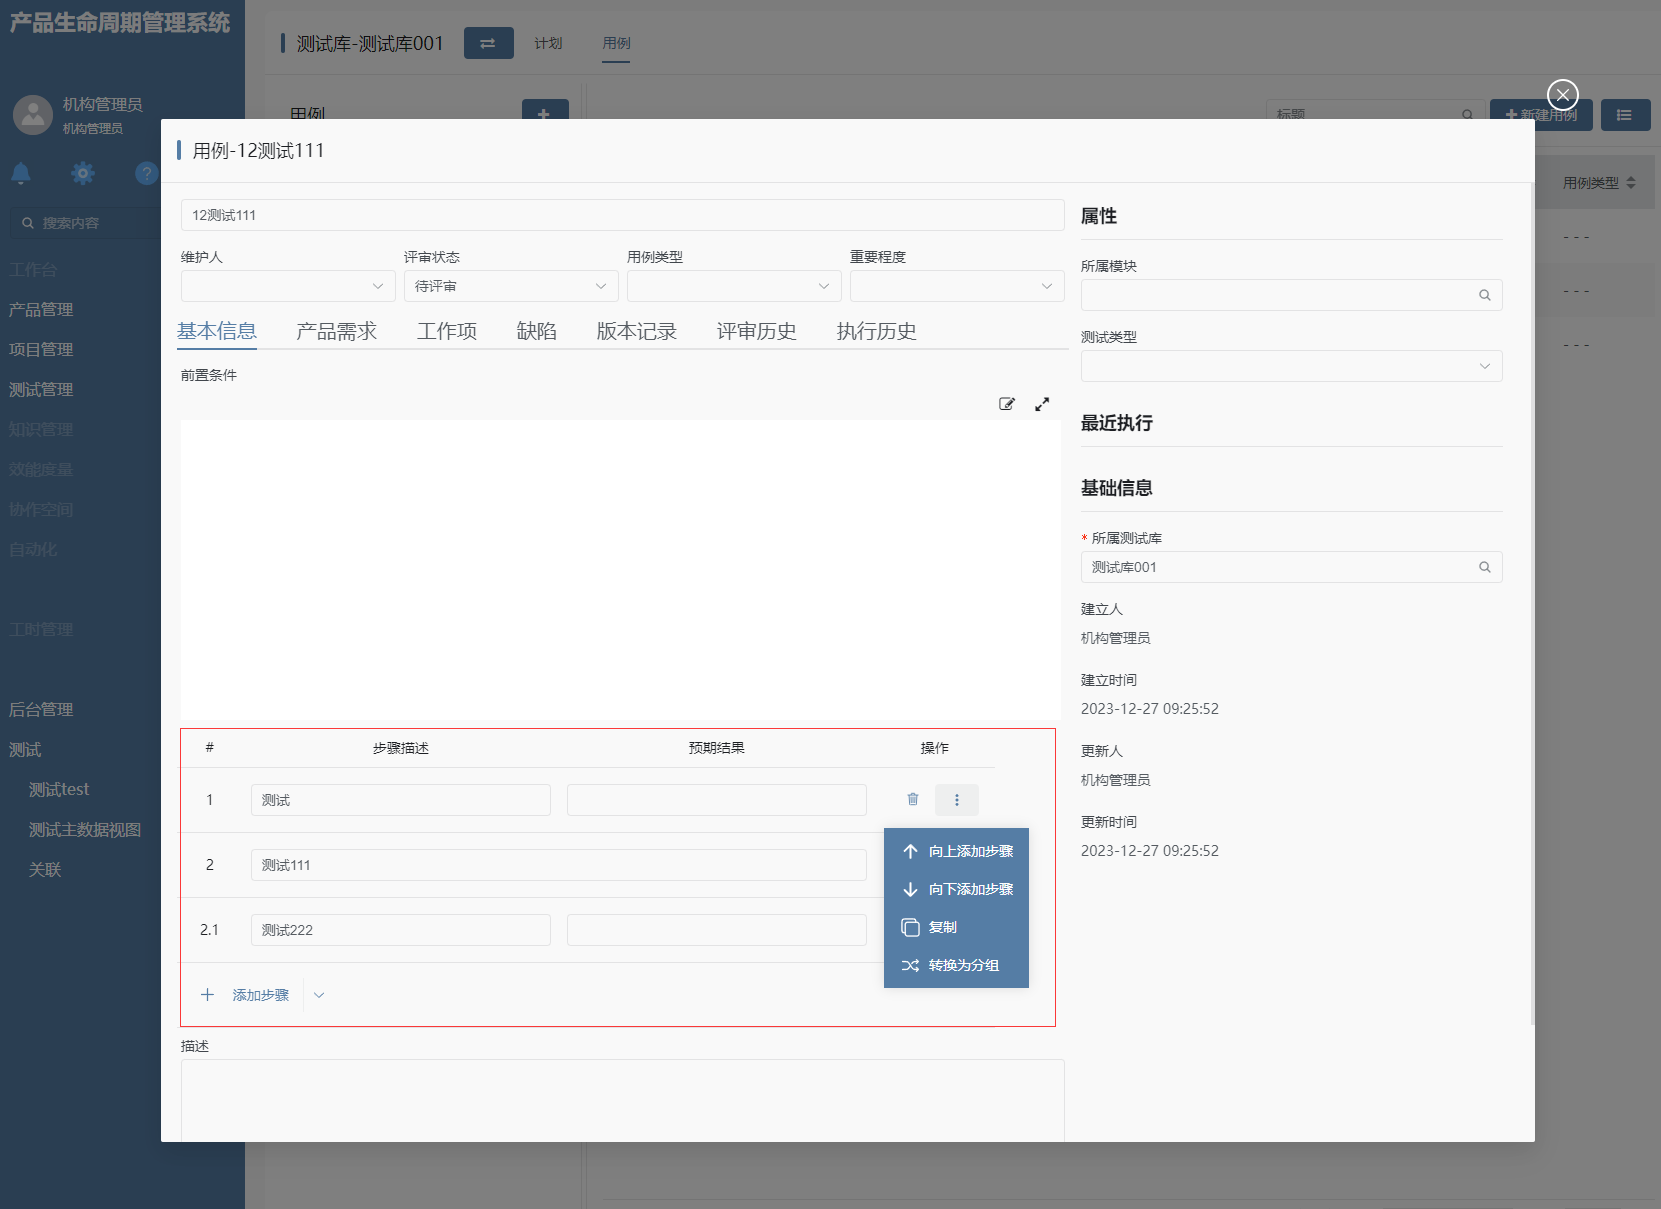 产品生命周期管理系统
机构管理员
机构管理员
搜索内容
工作台
产品管理
项目管理
测试管理
知识管理
效能度量
协作空间
自动化
工时管理
后台管理
测试
测试test
测试主数据视图
关联
测试库-测试库001
计划
用例
用例
标题
新建用例
用例类型
- - -
- - -
- - -
用例-12测试111
12测试111
维护人
评审状态
用例类型
重要程度
待评审
基本信息 产品需求 工作项 缺陷 版本记录 评审历史 执行历史
前置条件
# 步骤描述 预期结果 操作
1 测试
2 测试111
2.1 测试222
向上添加步骤
向下添加步骤
复制
转换为分组
添加步骤
描述
属性
所属模块
测试类型
最近执行
基础信息
* 所属测试库
测试库001
建立人
机构管理员
建立时间
2023-12-27 09:25:52
更新人
机构管理员
更新时间
2023-12-27 09:25:52